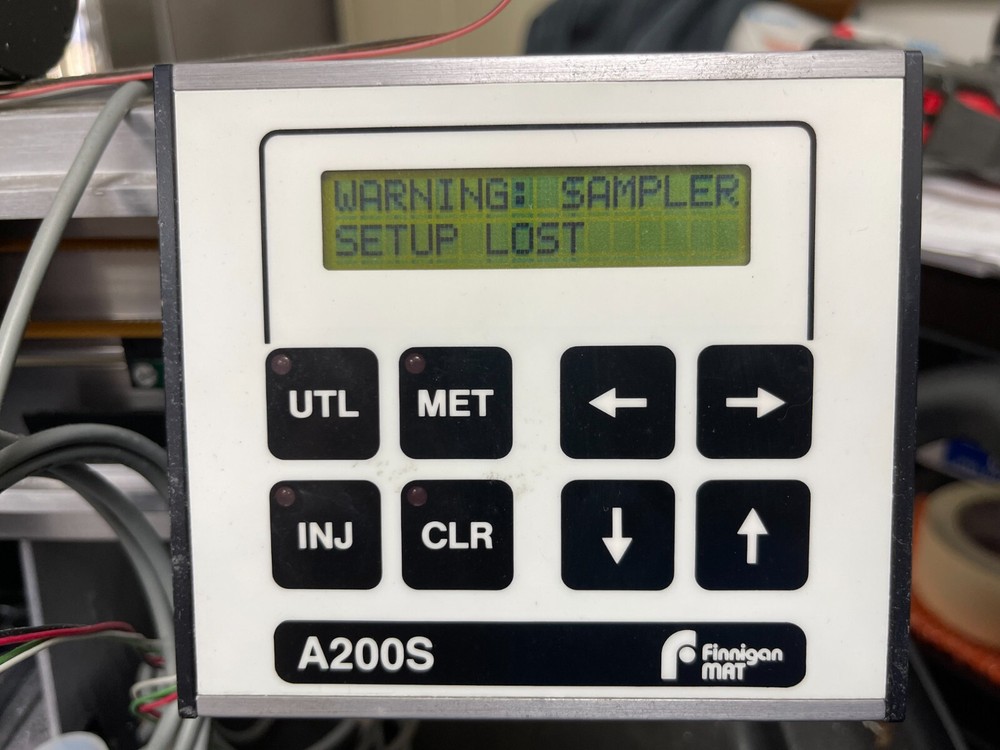 WARNING: SAMPLER
SETUP LOST
UTL
MET
←
→
INJ
CLR
↓
↑
A200S
Finnigan
MAT